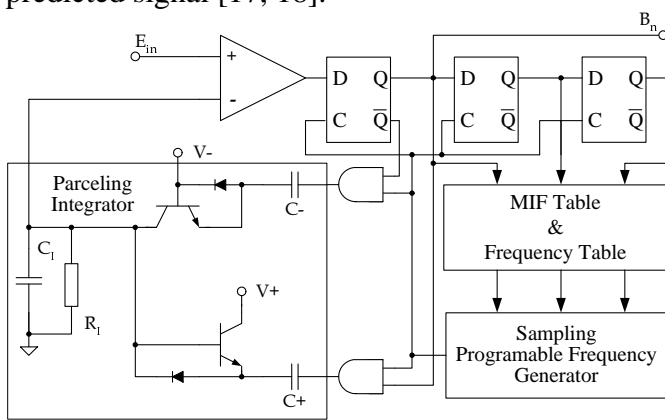 predicted signal [17, 18].
E_in
B_n
+
-
D Q
C Q̅
D Q
Q̅
D Q
C Q̅
V-
Parceling
Integrator
C-
MIF Table
&
Frequency Table
C_I
R_I
V+
C+
Sampling
Programable Frequency
Generator